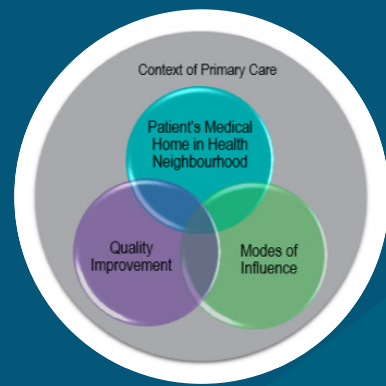 Context of Primary Care
Patient's Medical
Home in Health
Neighbourhood
Quality
Improvement
Modes of
Influence